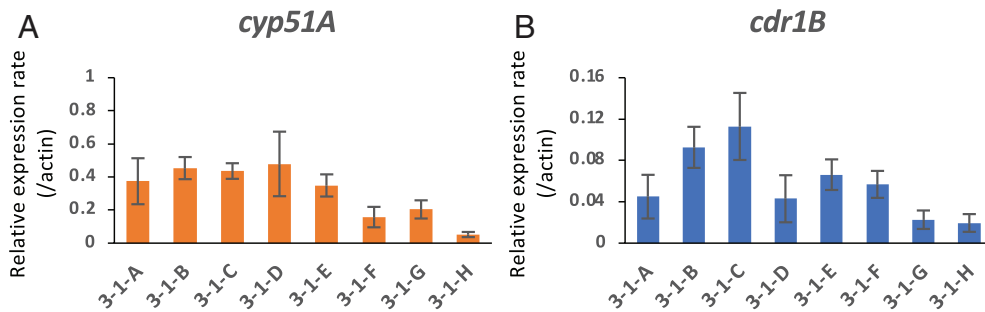 A
cyp51A
Relative expression rate
(/actin)
1
0.8
0.6
0.4
0.2
0
3-1-A
3-1-B
3-1-C
3-1-D
3-1-E
3-1-F
3-1-G
3-1-H
B
cdr1B
Relative expression rate
(/actin)
0.16
0.12
0.08
0.04
0
3-1-A
3-1-B
3-1-C
3-1-D
3-1-E
3-1-F
3-1-G
3-1-H